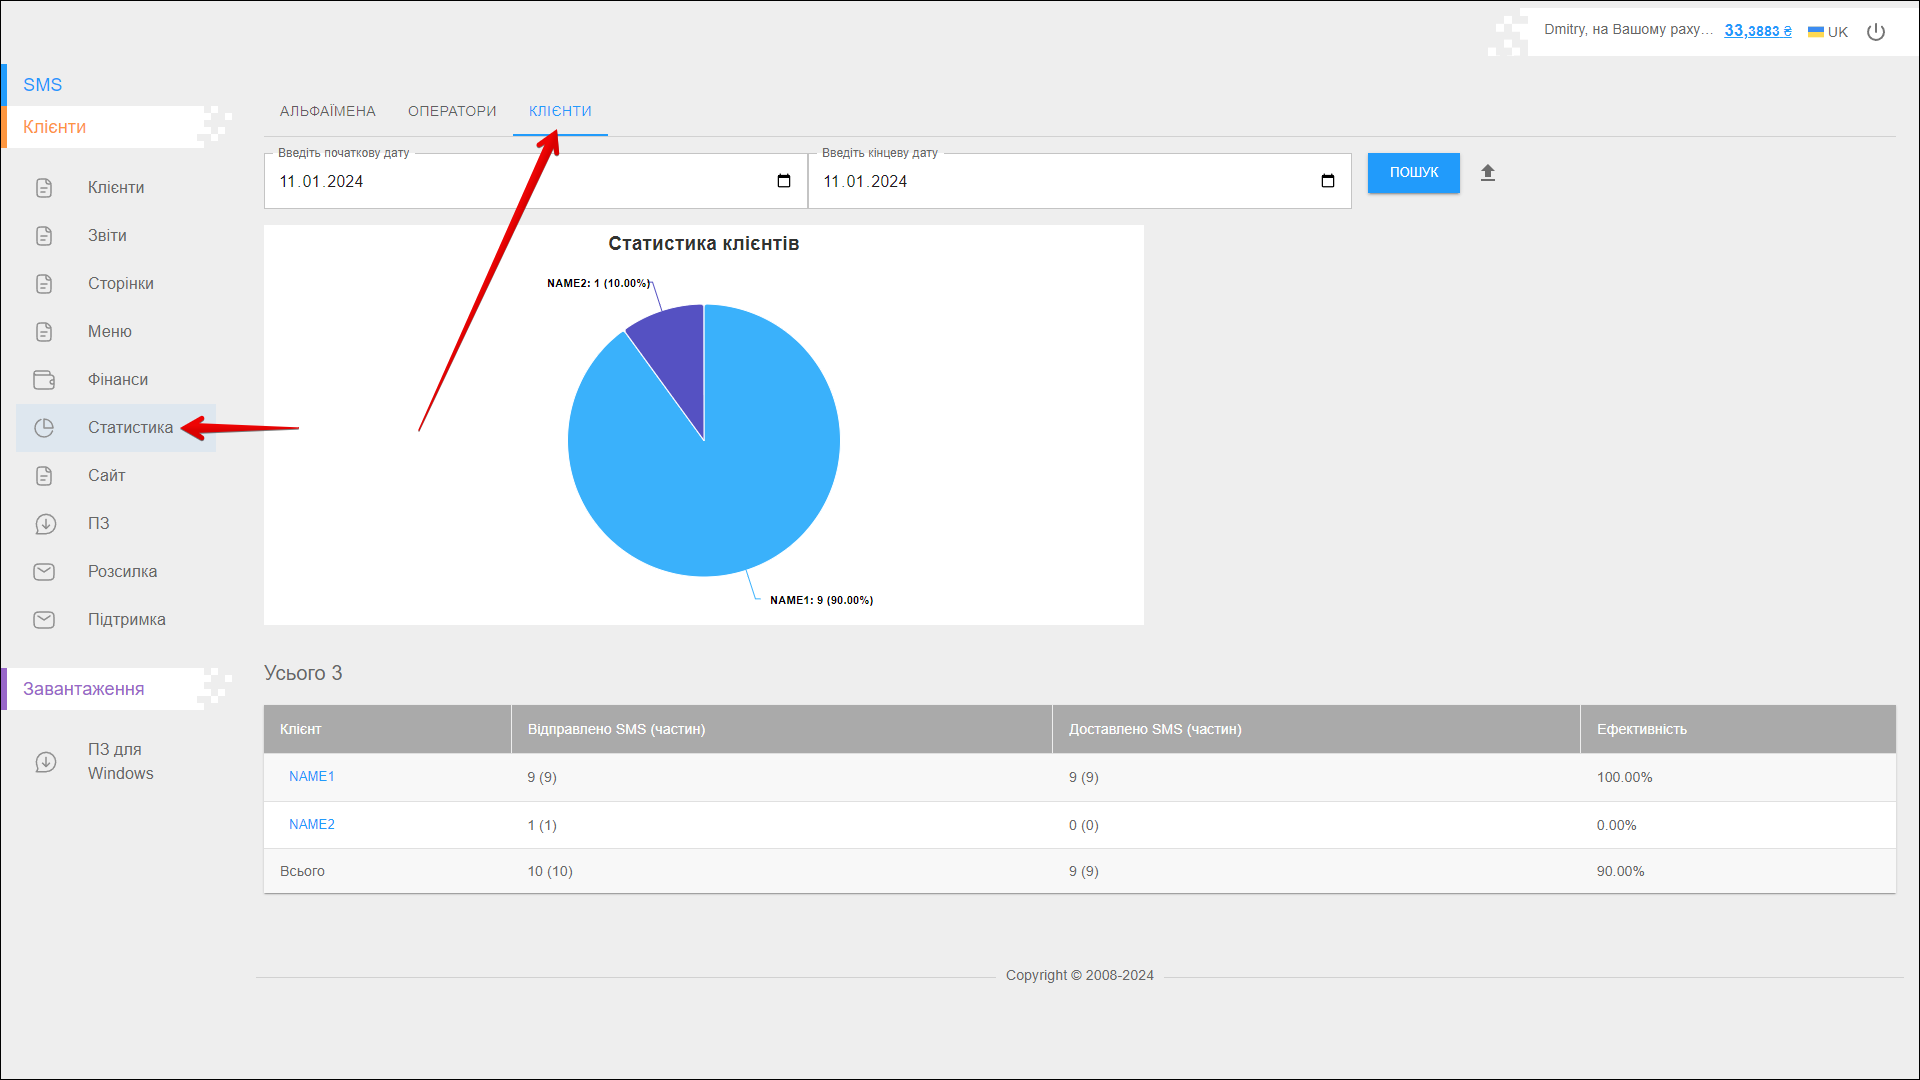 Dmitry, на Вашому раху... 33,3883 ₴ UK
SMS
Клієнти
Клієнти
Звіти
Сторінки
Меню
Фінанси
Статистика
Сайт
ПЗ
Розсилка
Підтримка
Завантаження
ПЗ для
Windows
АЛЬФАЇМЕНА ОПЕРАТОРИ КЛІЄНТИ
Введіть початкову дату
11.01.2024
Введіть кінцеву дату
11.01.2024
ПОШУК
Статистика клієнтів
NAME2: 1 (10.00%)
NAME1: 9 (90.00%)
Усього 3
Клієнт Відправлено SMS (частин) Доставлено SMS (частин) Ефективність
NAME1 9 (9) 9 (9) 100.00%
NAME2 1 (1) 0 (0) 0.00%
Всього 10 (10) 9 (9) 90.00%
Copyright © 2008-2024